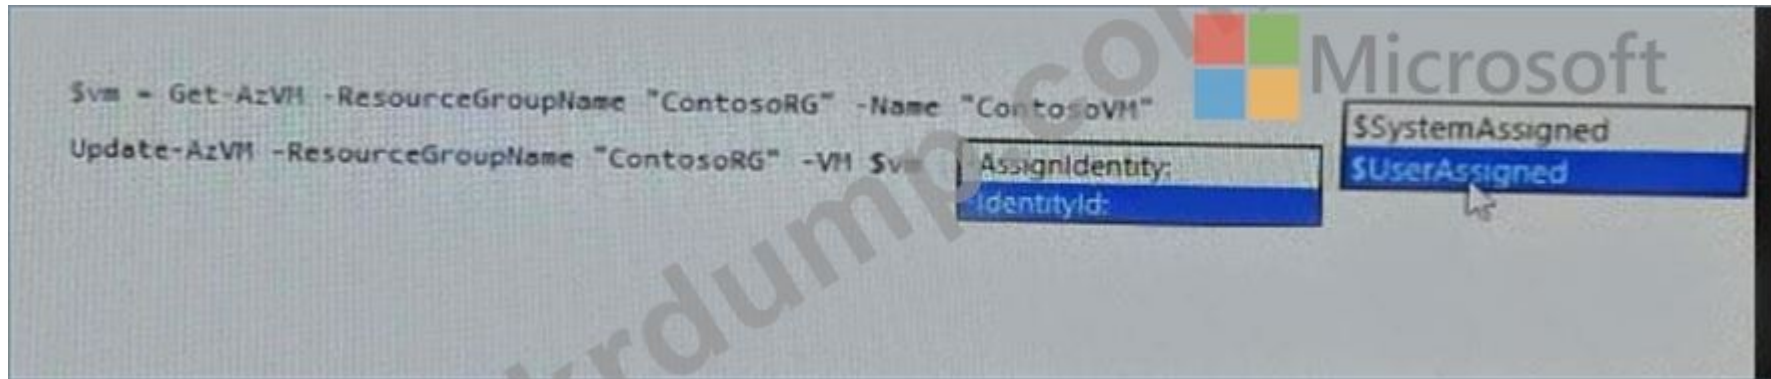 Microsoft
$vm = Get-AzVM -ResourceGroupName "ContosoRG" -Name "ContosoVM"
$SystemAssigned
Update-AzVM -ResourceGroupName "ContosoRG" -VM $vm
AssignIdentity:
$UserAssigned
IdentityId: